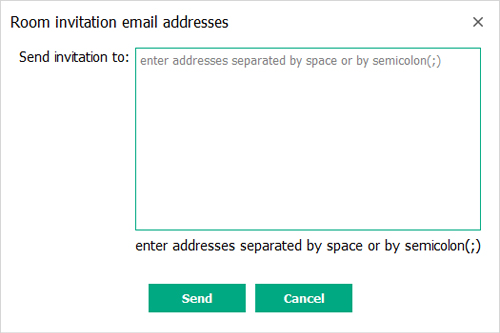 Room invitation email addresses
Send invitation to:
enter addresses separated by space or by semicolon(;)
enter addresses separated by space or by semicolon(;)
Send Cancel